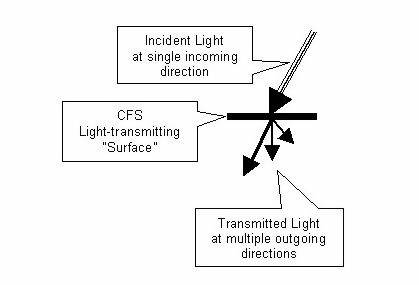 Incident Light
at single incoming
direction
CFS
Light-transmitting
"Surface"
Transmitted Light
at multiple outgoing
directions